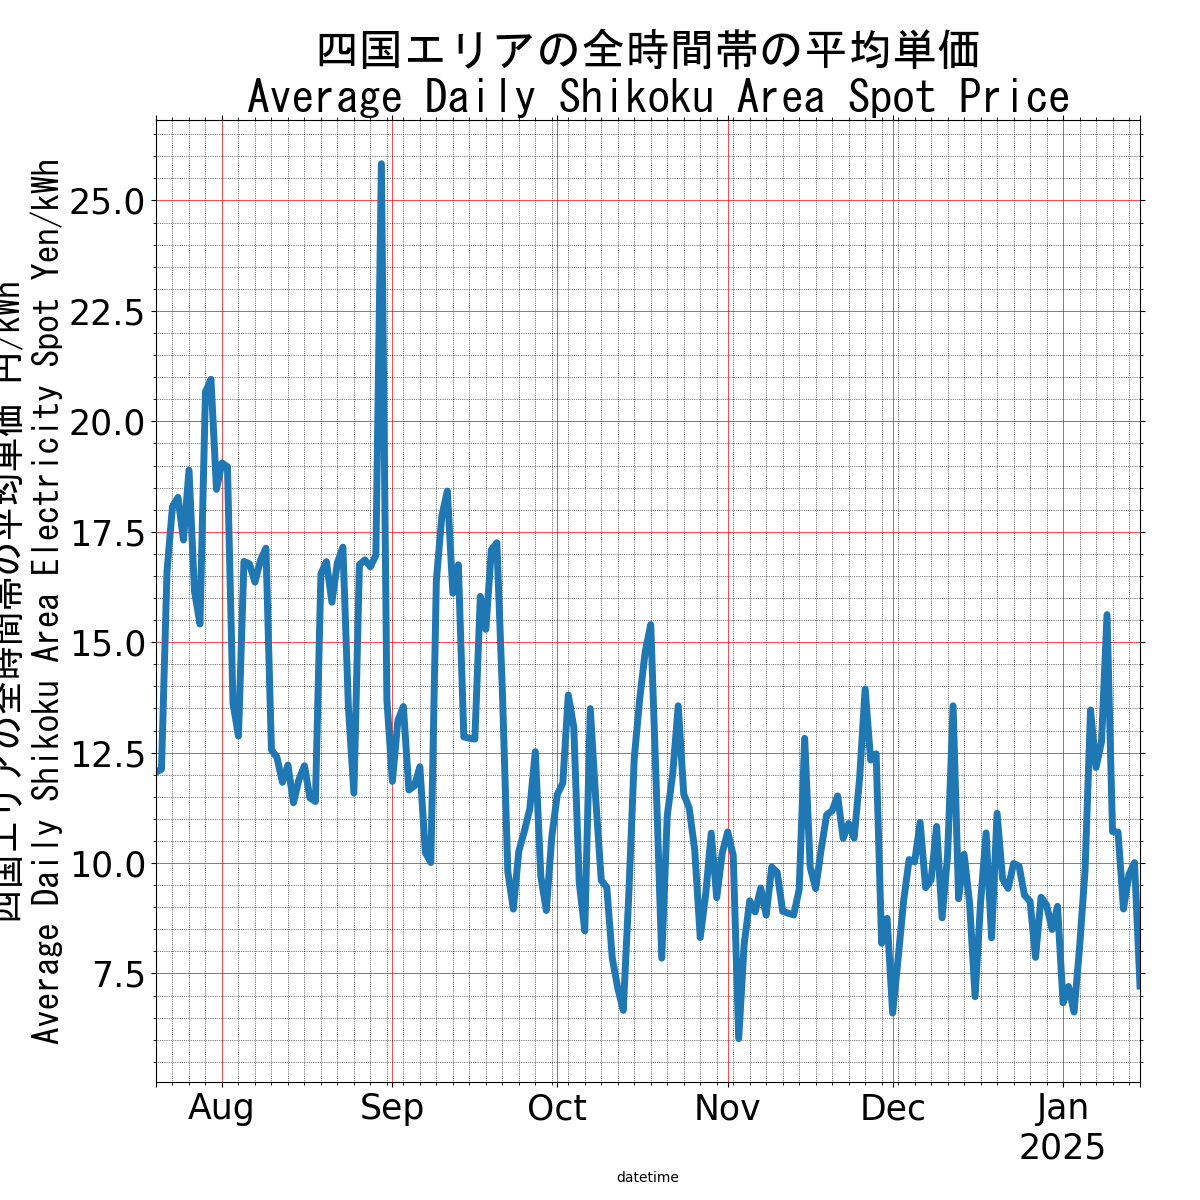 四国エリアの全時間帯の平均単価
Average Daily Shikoku Area Spot Price
四国エリアの全時間帯の平均単価 円/kWh
Average Daily Shikoku Area Electricity Spot Yen/kWh
25.0
22.5
20.0
17.5
15.0
12.5
10.0
7.5
Aug Sep Oct Nov Dec Jan
2025
datetime